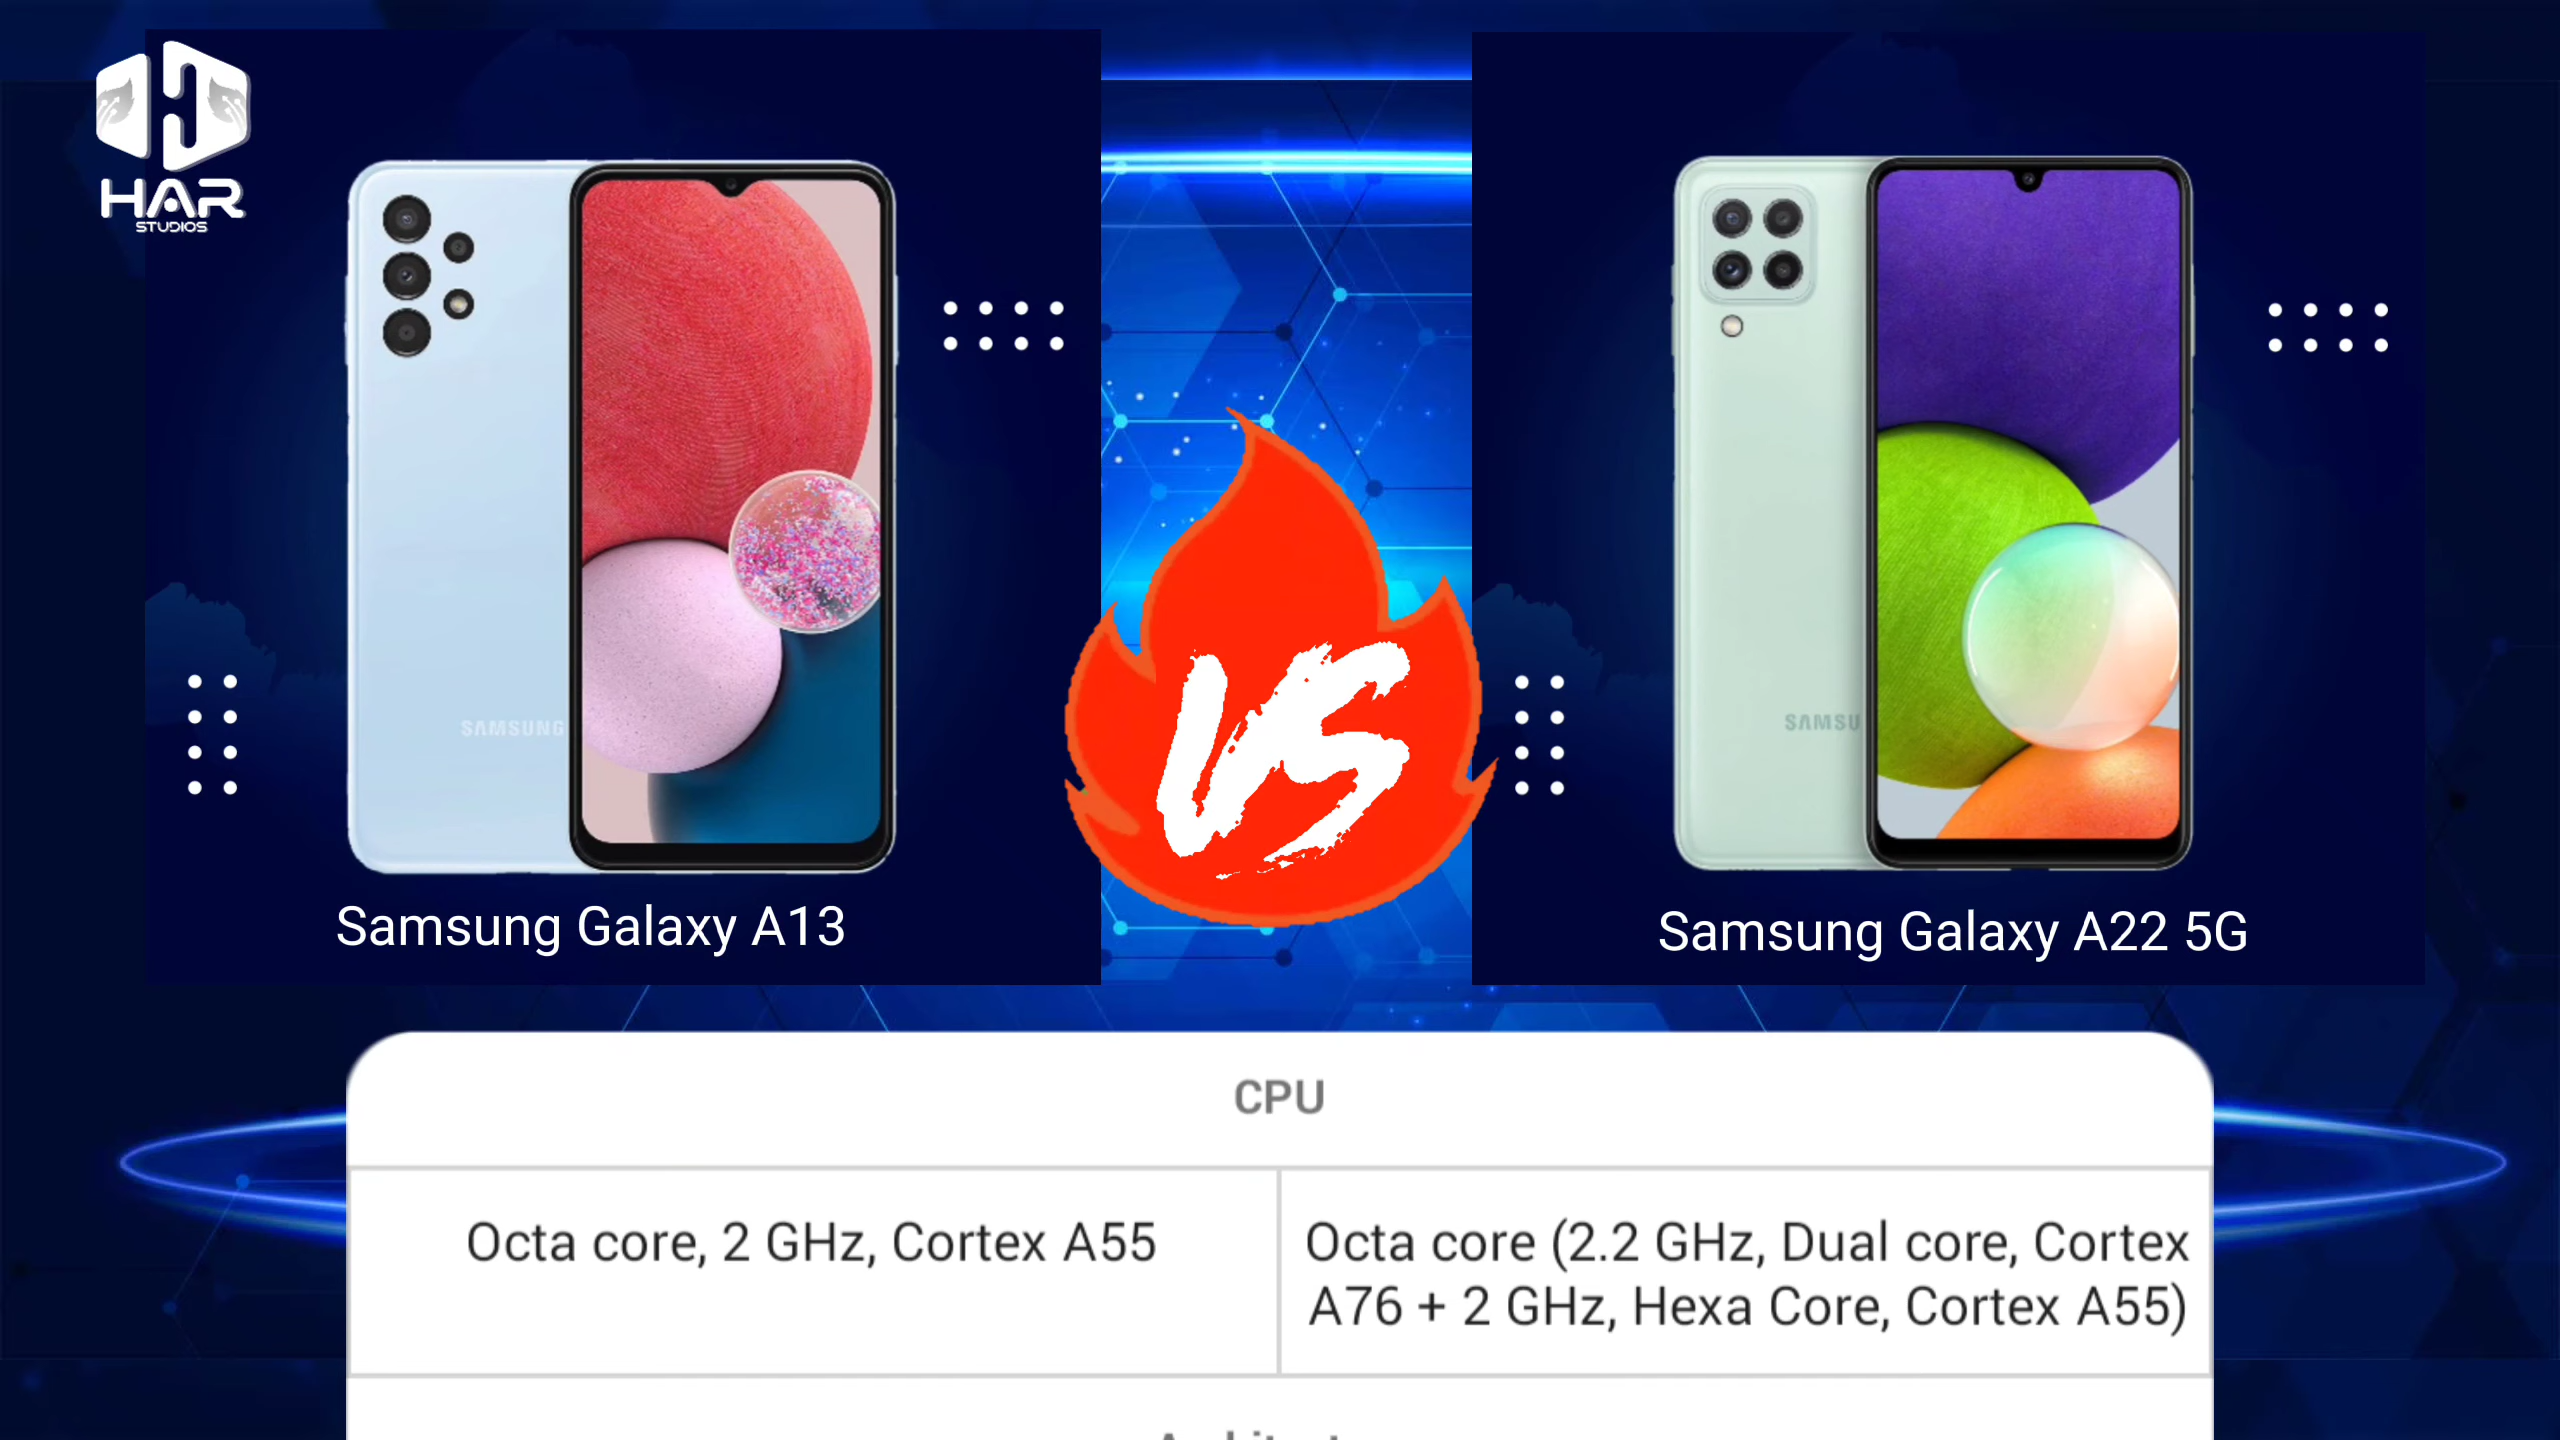 HAR
STUDIOS
SAMSUNG
SAMSU
VS
Samsung Galaxy A13
Samsung Galaxy A22 5G
CPU
Octa core, 2 GHz, Cortex A55
Octa core (2.2 GHz, Dual core, Cortex
A76 + 2 GHz, Hexa Core, Cortex A55)